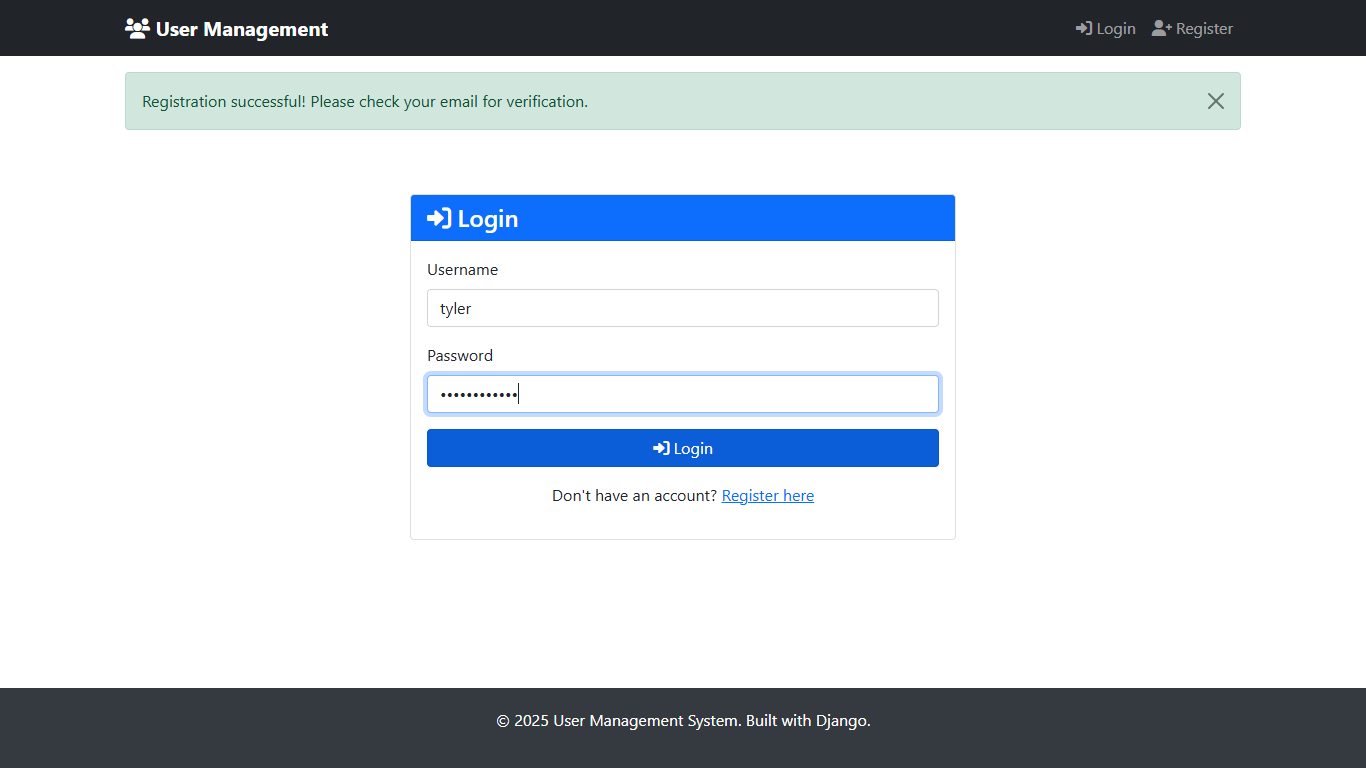 User Management
Login
Register
Registration successful! Please check your email for verification.
Login
Username
tyler
Password
••••••••••••
Login
Don't have an account? Register here
© 2025 User Management System. Built with Django.